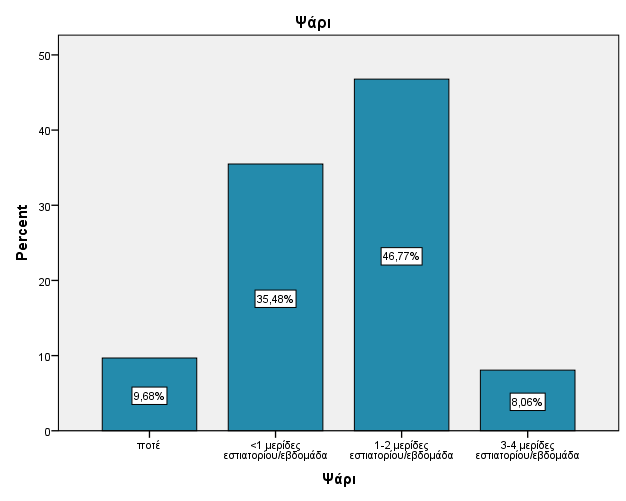 Ψάρι
Percent
50
40
30
20
10
0
9,68%
35,48%
46,77%
8,06%
ποτέ
<1 μερίδες
εστιατορίου/εβδομάδα
1-2 μερίδες
εστιατορίου/εβδομάδα
3-4 μερίδες
εστιατορίου/εβδομάδα
Ψάρι